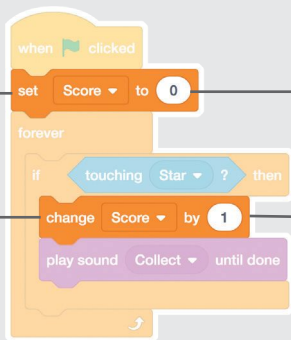 when clicked
set Score to 0
forever
if touching Star ? then
change Score by 1
play sound Collect until done